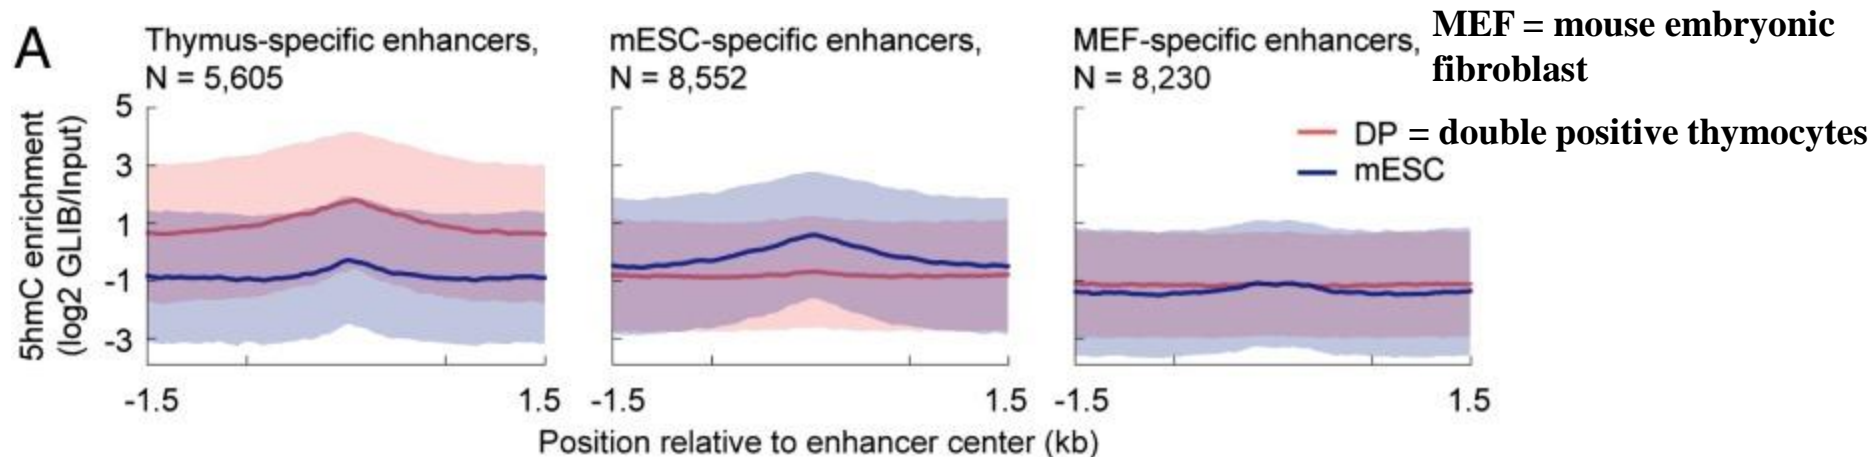 A
Thymus-specific enhancers,
N = 5,605
mESC-specific enhancers,
N = 8,552
MEF-specific enhancers,
N = 8,230
MEF = mouse embryonic
fibroblast
DP = double positive thymocytes
mESC
5hmC enrichment
(log2 GLIB/Input)
5
3
1
-1
-3
-1.5
1.5
-1.5
1.5
-1.5
1.5
Position relative to enhancer center (kb)